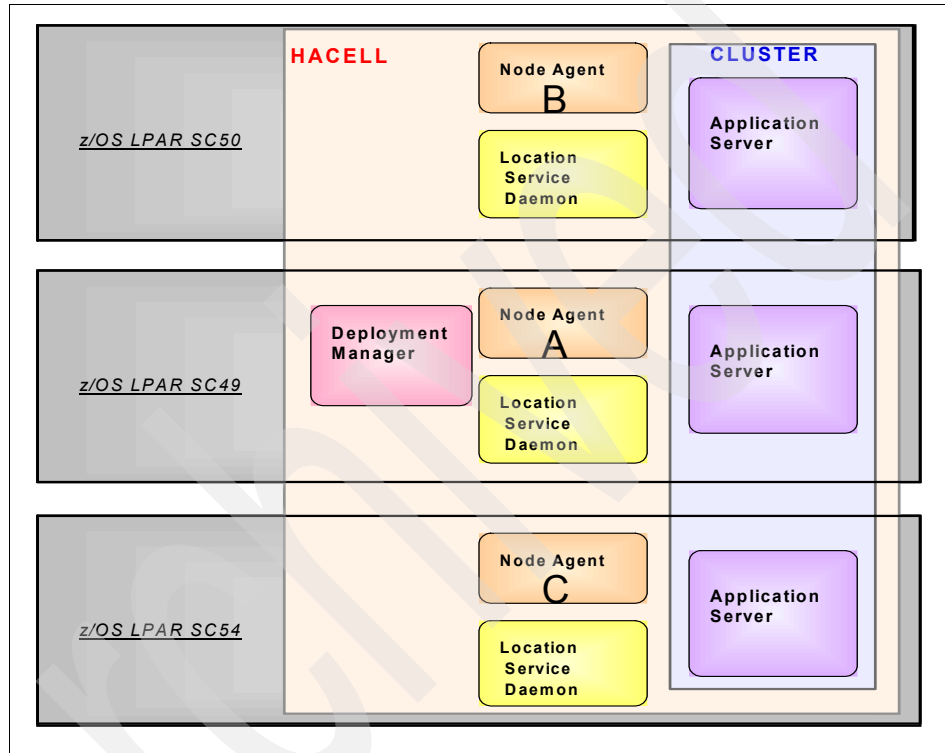 HACELL
CLUSTER
Node Agent
B
Application
Server
z/OS LPAR SC50
Location
Service
Daemon
Node Agent
A
Deployment
Manager
Application
Server
z/OS LPAR SC49
Location
Service
Daemon
Node Agent
C
Application
Server
z/OS LPAR SC54
Location
Service
Daemon